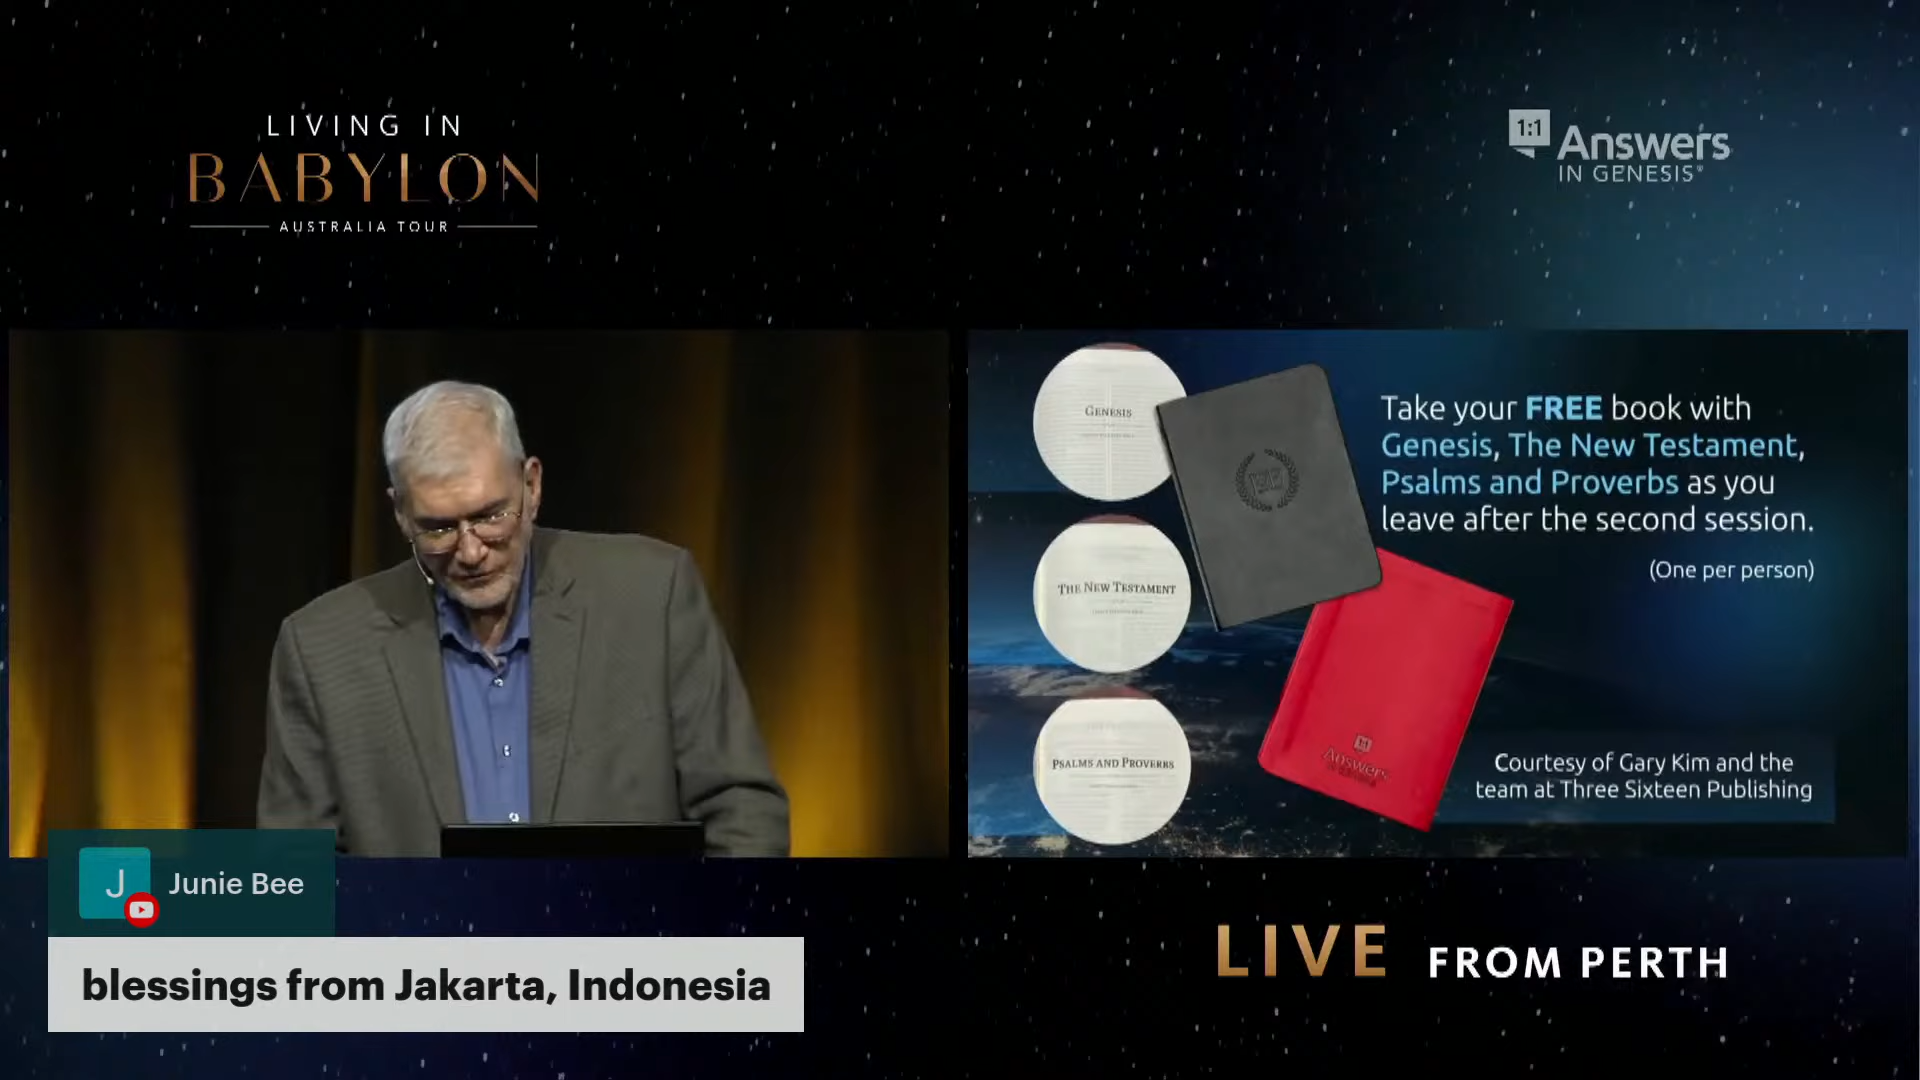 LIVING IN
BABYLON
AUSTRALIA TOUR
1:1
Answers
IN GENESIS®
GENESIS
THE NEW TESTAMENT
PSALMS AND PROVERBS
Take your FREE book with
Genesis, The New Testament,
Psalms and Proverbs as you
leave after the second session.
(One per person)
1:1
Answers
Courtesy of Gary Kim and the
team at Three Sixteen Publishing
J
Junie Bee
blessings from Jakarta, Indonesia
LIVE FROM PERTH